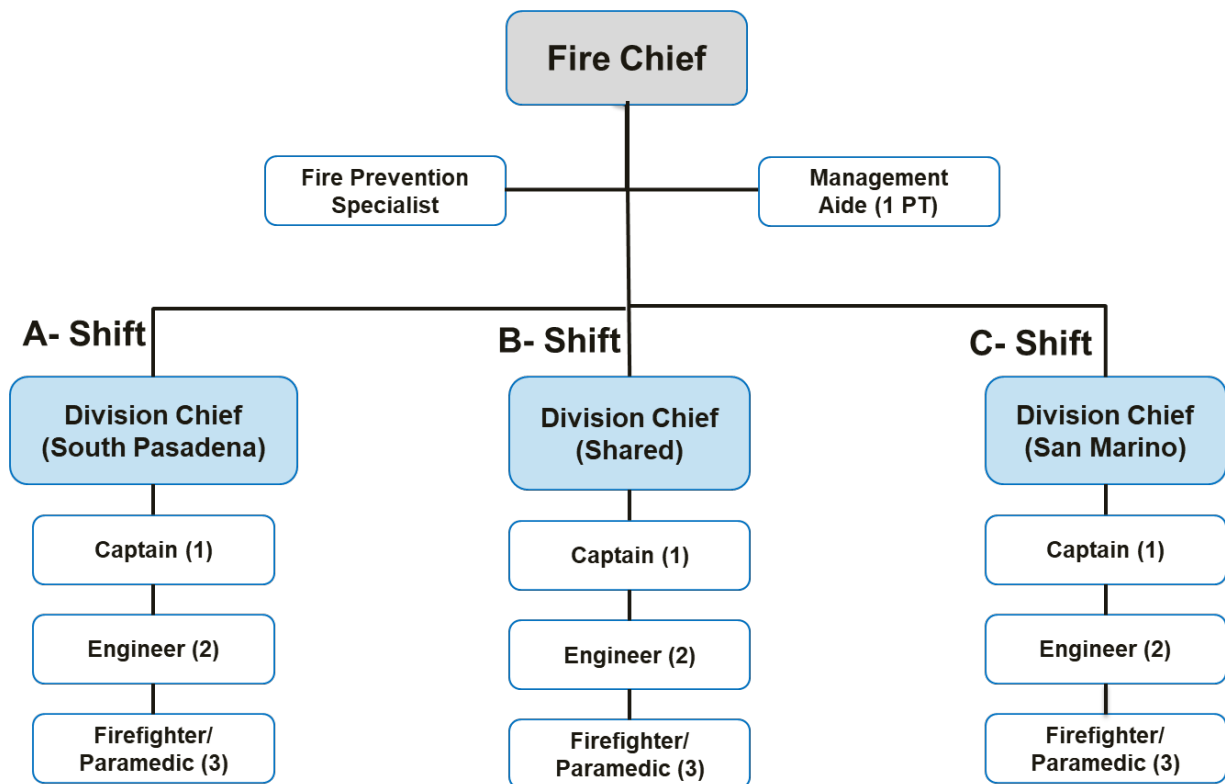 Fire Chief
Fire Prevention
Specialist
Management
Aide (1 PT)
A- Shift
B- Shift
C- Shift
Division Chief
(South Pasadena)
Division Chief
(Shared)
Division Chief
(San Marino)
Captain (1)
Captain (1)
Captain (1)
Engineer (2)
Engineer (2)
Engineer (2)
Firefighter/
Paramedic (3)
Firefighter/
Paramedic (3)
Firefighter/
Paramedic (3)